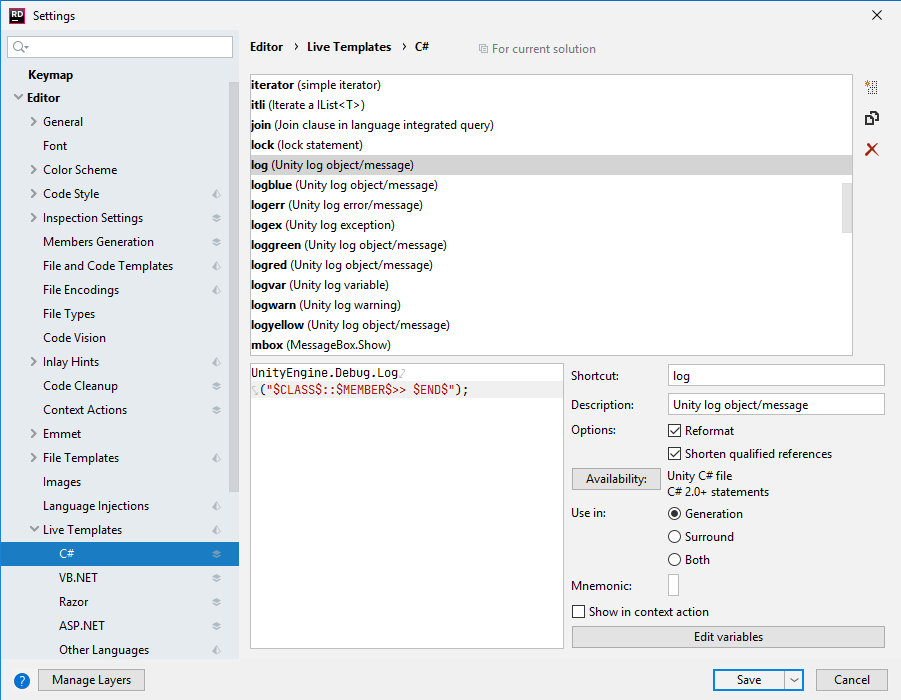 RD
Settings
Editor › Live Templates › C#
For current solution
Keymap
Editor
General
Font
Color Scheme
Code Style
Inspection Settings
Members Generation
File and Code Templates
File Encodings
File Types
Code Vision
Inlay Hints
Code Cleanup
Context Actions
Emmet
File Templates
Images
Language Injections
Live Templates
C#
VB.NET
Razor
ASP.NET
Other Languages
iterator (simple iterator)
itli (Iterate a IList<T>)
join (Join clause in language integrated query)
lock (lock statement)
log (Unity log object/message)
logblue (Unity log object/message)
logerr (Unity log error/message)
logex (Unity log exception)
loggreen (Unity log object/message)
logred (Unity log object/message)
logvar (Unity log variable)
logwarn (Unity log warning)
logyellow (Unity log object/message)
mbox (MessageBox.Show)
UnityEngine.Debug.Log
("$CLASS$::$MEMBER$>> $END$");
Shortcut: log
Description: Unity log object/message
Options: Reformat
Shorten qualified references
Availability: Unity C# file
C# 2.0+ statements
Use in: Generation
Surround
Both
Mnemonic:
Show in context action
Edit variables
? Manage Layers
Save
Cancel